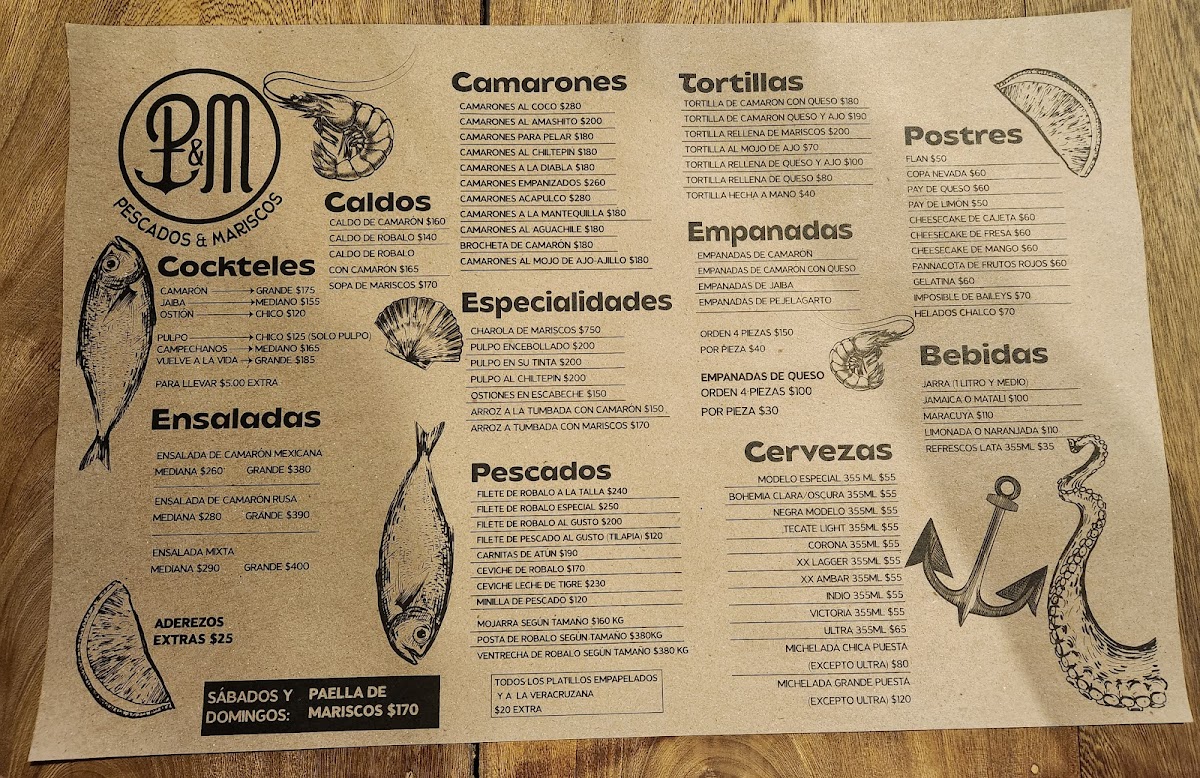 P&M
PESCADOS & MARISCOS
Cockteles
CAMARÓN → GRANDE $175
JAIBA → MEDIANO $155
OSTIÓN → CHICO $120
PULPO → CHICO $125 (SOLO PULPO)
CAMPECHANOS → MEDIANO $165
VUELVE A LA VIDA → GRANDE $185
PARA LLEVAR $5.00 EXTRA
Ensaladas
ENSALADA DE CAMARÓN MEXICANA
MEDIANA $260 GRANDE $380
ENSALADA DE CAMARÓN RUSA
MEDIANA $280 GRANDE $390
ENSALADA MIXTA
MEDIANA $290 GRANDE $400
ADEREZOS
EXTRAS $25
SÁBADOS Y DOMINGOS: PAELLA DE MARISCOS $170
Caldos
CALDO DE CAMARÓN $160
CALDO DE ROBALO $140
CALDO DE ROBALO
CON CAMARÓN $165
SOPA DE MARISCOS $170
Camarones
CAMARONES AL COCO $280
CAMARONES AL AMASHITO $200
CAMARONES PARA PELAR $180
CAMARONES AL CHILTEPIN $180
CAMARONES A LA DIABLA $180
CAMARONES EMPANIZADOS $260
CAMARONES ACAPULCO $280
CAMARONES A LA MANTEQUILLA $180
CAMARONES AL AGUACHILE $180
BROCHETA DE CAMARÓN $180
CAMARONES AL MOJO DE AJO-AJILLO $180
Especialidades
CHAROLA DE MARISCOS $750
PULPO ENCEBOLLADO $200
PULPO EN SU TINTA $200
PULPO AL CHILTEPIN $200
OSTIONES EN ESCABECHE $150
ARROZ A LA TUMBADA CON CAMARÓN $150
ARROZ A TUMBADA CON MARISCOS $170
Pescados
FILETE DE ROBALO A LA TALLA $240
FILETE DE ROBALO ESPECIAL $250
FILETE DE ROBALO AL GUSTO $200
FILETE DE PESCADO AL GUSTO (TILAPIA) $120
CARNITAS DE ATÚN $190
CEVICHE DE ROBALO $170
CEVICHE LECHE DE TIGRE $230
MINILLA DE PESCADO $120
MOJARRA SEGÚN TAMAÑO $160 KG
POSTA DE ROBALO SEGÚN TAMAÑO $380KG
VENTRECHA DE ROBALO SEGÚN TAMAÑO $380 KG
TODOS LOS PLATILLOS EMPAPELADOS
Y A LA VERACRUZANA
$20 EXTRA
Tortillas
TORTILLA DE CAMARON CON QUESO $180
TORTILLA DE CAMARON QUESO Y AJO $190
TORTILLA RELLENA DE MARISCOS $200
TORTILLA AL MOJO DE AJO $70
TORTILLA RELLENA DE QUESO Y AJO $100
TORTILLA RELLENA DE QUESO $80
TORTILLA HECHA A MANO $40
Empanadas
EMPANADAS DE CAMARÓN
EMPANADAS DE CAMARON CON QUESO
EMPANADAS DE JAIBA
EMPANADAS DE PEJELAGARTO
ORDEN 4 PIEZAS $150
POR PIEZA $40
EMPANADAS DE QUESO
ORDEN 4 PIEZAS $100
POR PIEZA $30
Cervezas
MODELO ESPECIAL 355 ML $55
BOHEMIA CLARA/OSCURA 355ML $55
NEGRA MODELO 355ML $55
TECATE LIGHT 355ML $55
CORONA 355ML $55
XX LAGGER 355ML $55
XX AMBAR 355ML $55
INDIO 355ML $55
VICTORIA 355ML $55
ULTRA 355ML $65
MICHELADA CHICA PUESTA
(EXCEPTO ULTRA) $80
MICHELADA GRANDE PUESTA
(EXCEPTO ULTRA) $120
Postres
FLAN $50
COPA NEVADA $60
PAY DE QUESO $60
PAY DE LIMÓN $50
CHEESECAKE DE CAJETA $60
CHEESECAKE DE FRESA $60
CHEESECAKE DE MANGO $60
PANNACOTA DE FRUTOS ROJOS $60
GELATINA $60
IMPOSIBLE DE BAILEYS $70
HELADOS CHALCO $70
Bebidas
JARRA (1 LITRO Y MEDIO)
JAMAICA O MATALI $100
MARACUYA $110
LIMONADA O NARANJADA $110
REFRESCOS LATA 355ML $35